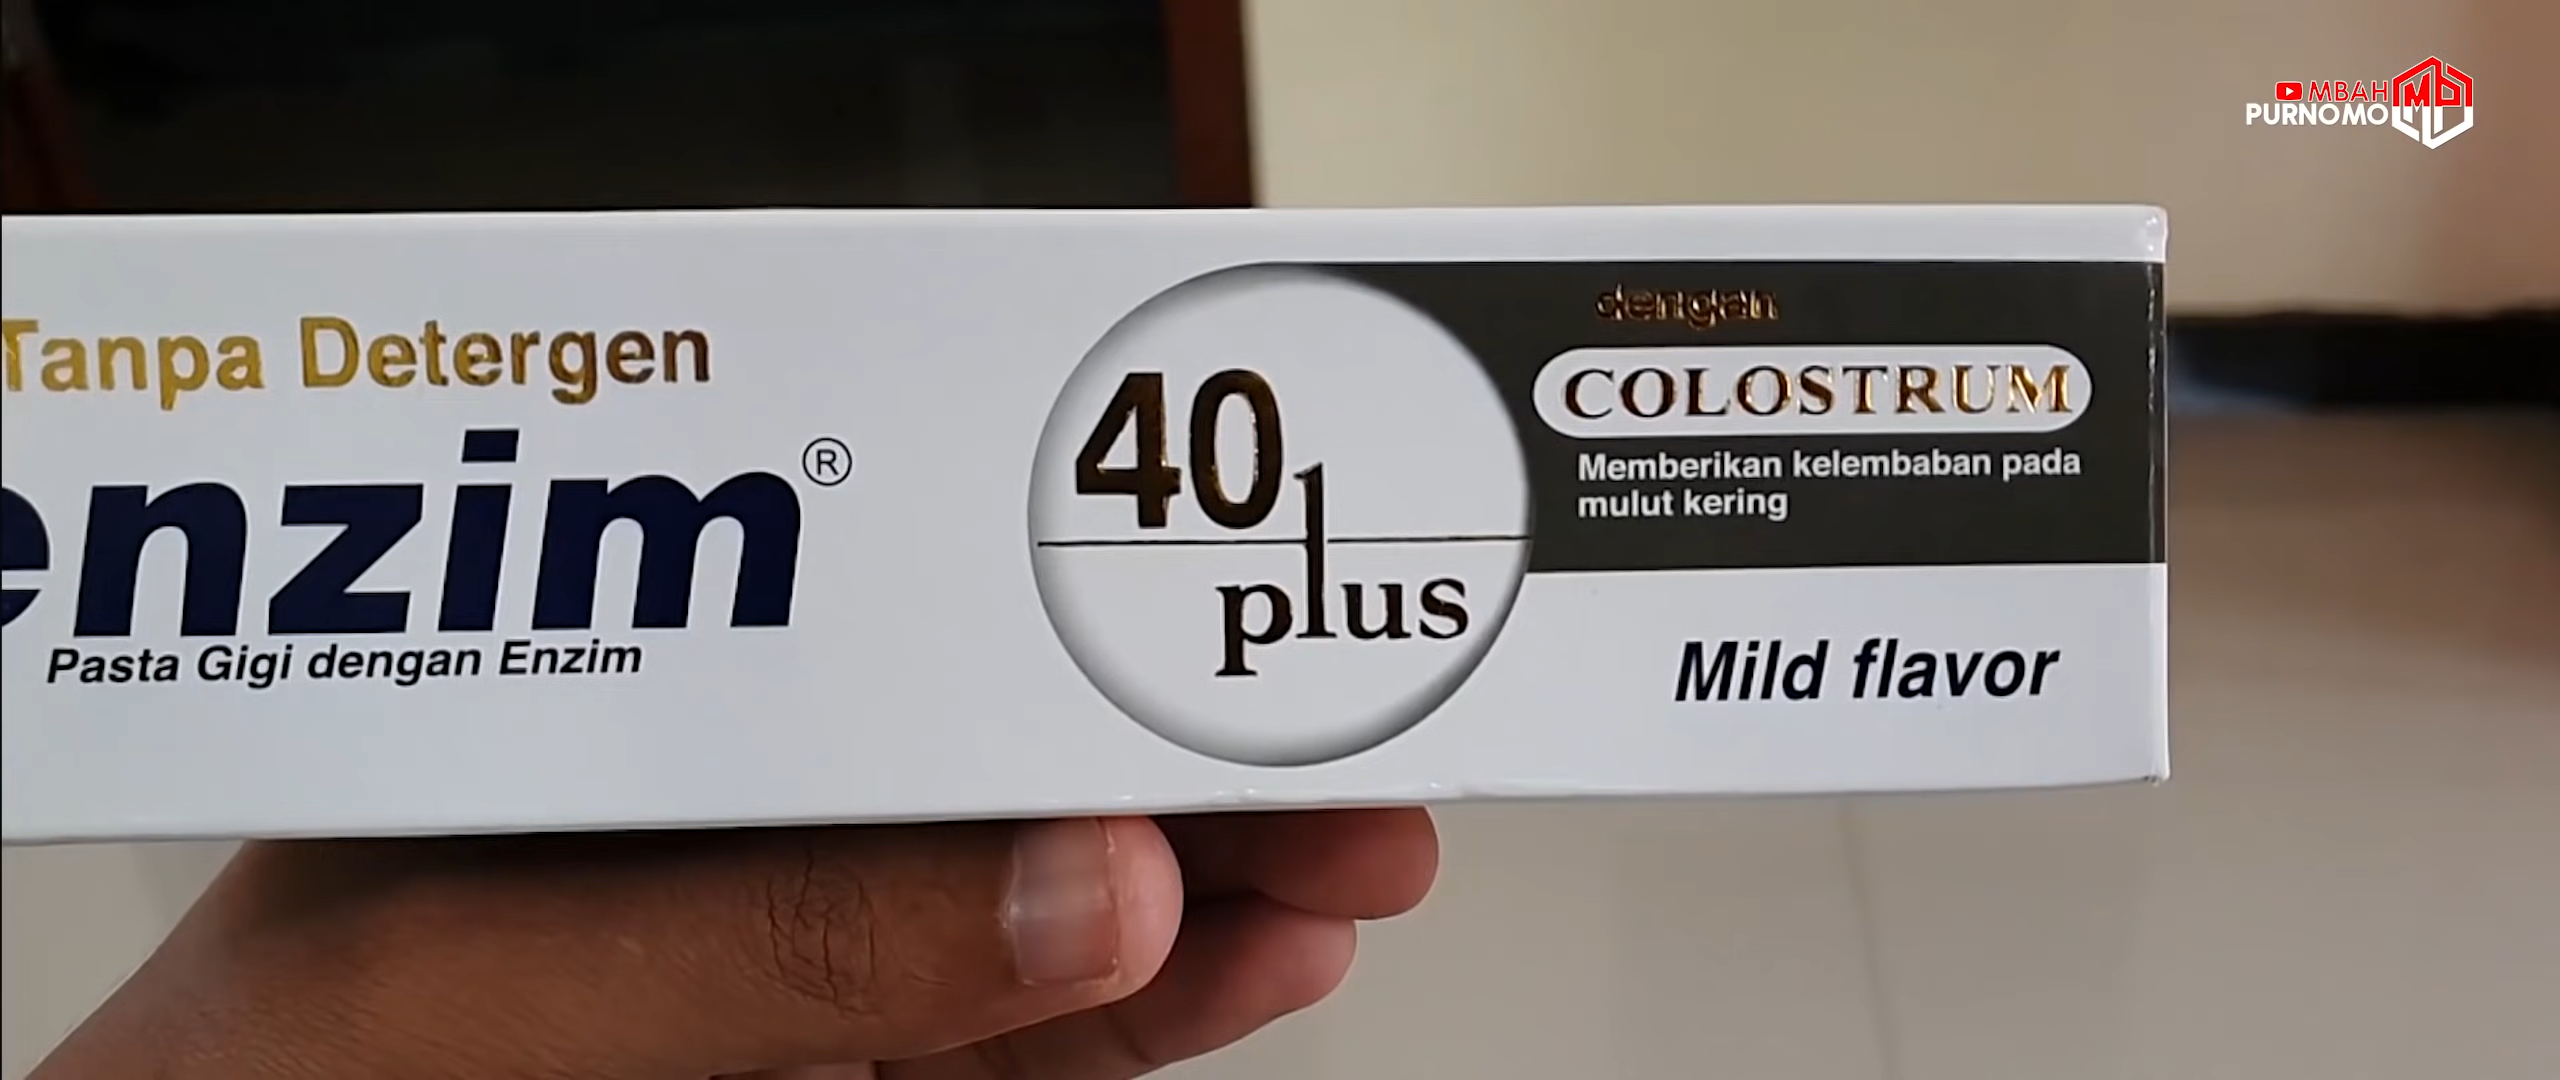 MBAH
PURNOMO
Tanpa Detergen
enzim®
Pasta Gigi dengan Enzim
40
plus
dengan
COLOSTRUM
Memberikan kelembaban pada
mulut kering
Mild flavor